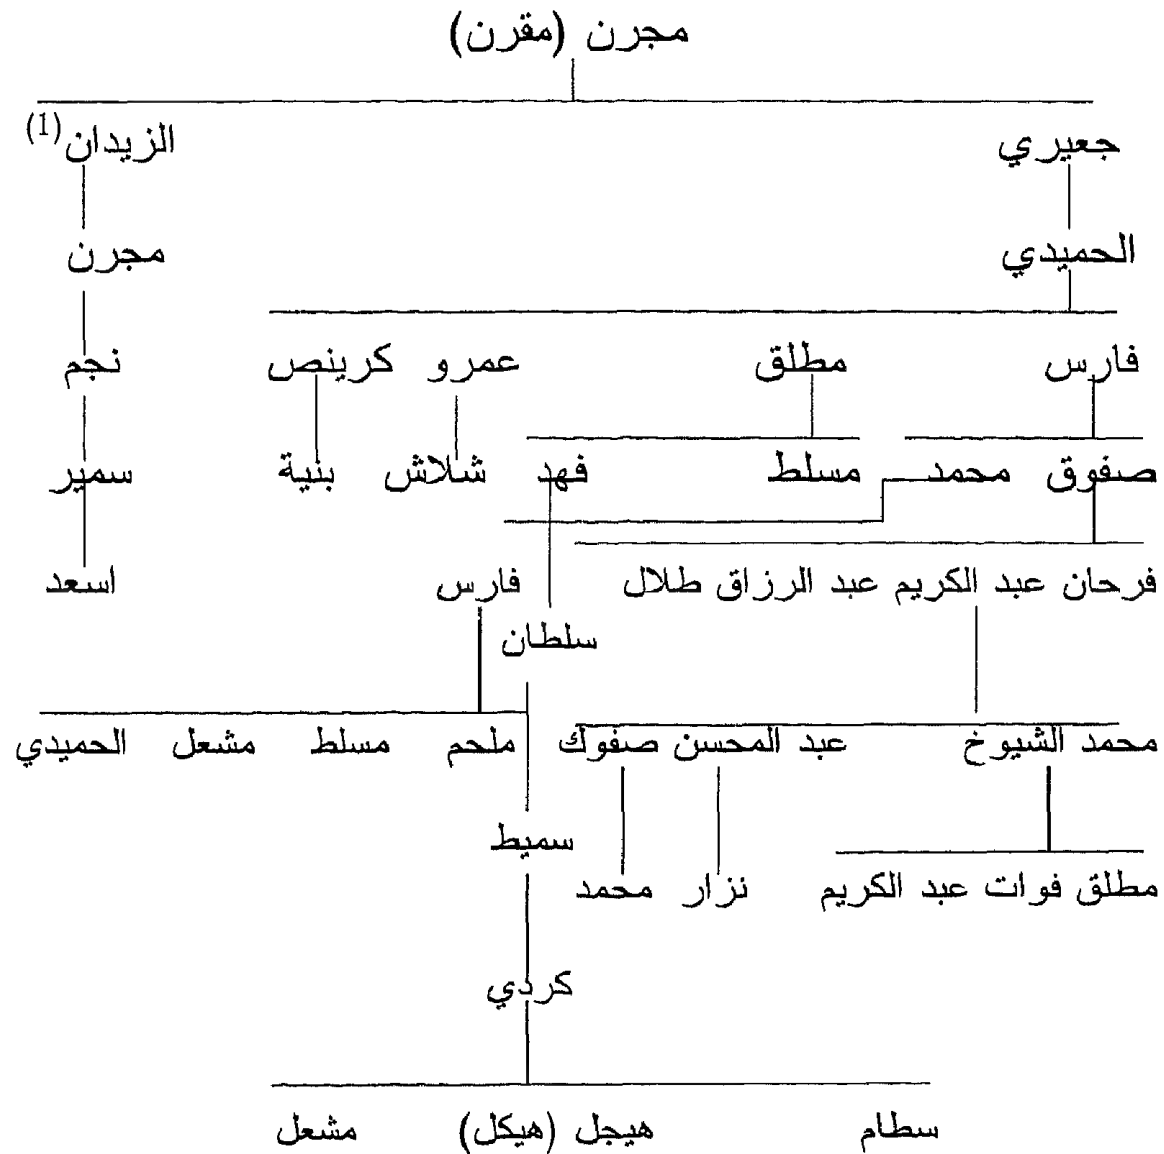 مجرن (مقرن)
جعيري الزيدان(1)
الحميدي مجرن
فارس مطلق عمرو كرينص نجم
صفوق محمد مسلط فهد شلاش بنية سمير
فرحان عبد الكريم عبد الرزاق طلال فارس اسعد
سلطان
محمد الشيوخ عبد المحسن صفوك ملحم مسلط مشعل الحميدي
سميط
مطلق فوات عبد الكريم نزار محمد
كردي
سطام هيجل (هيكل) مشعل